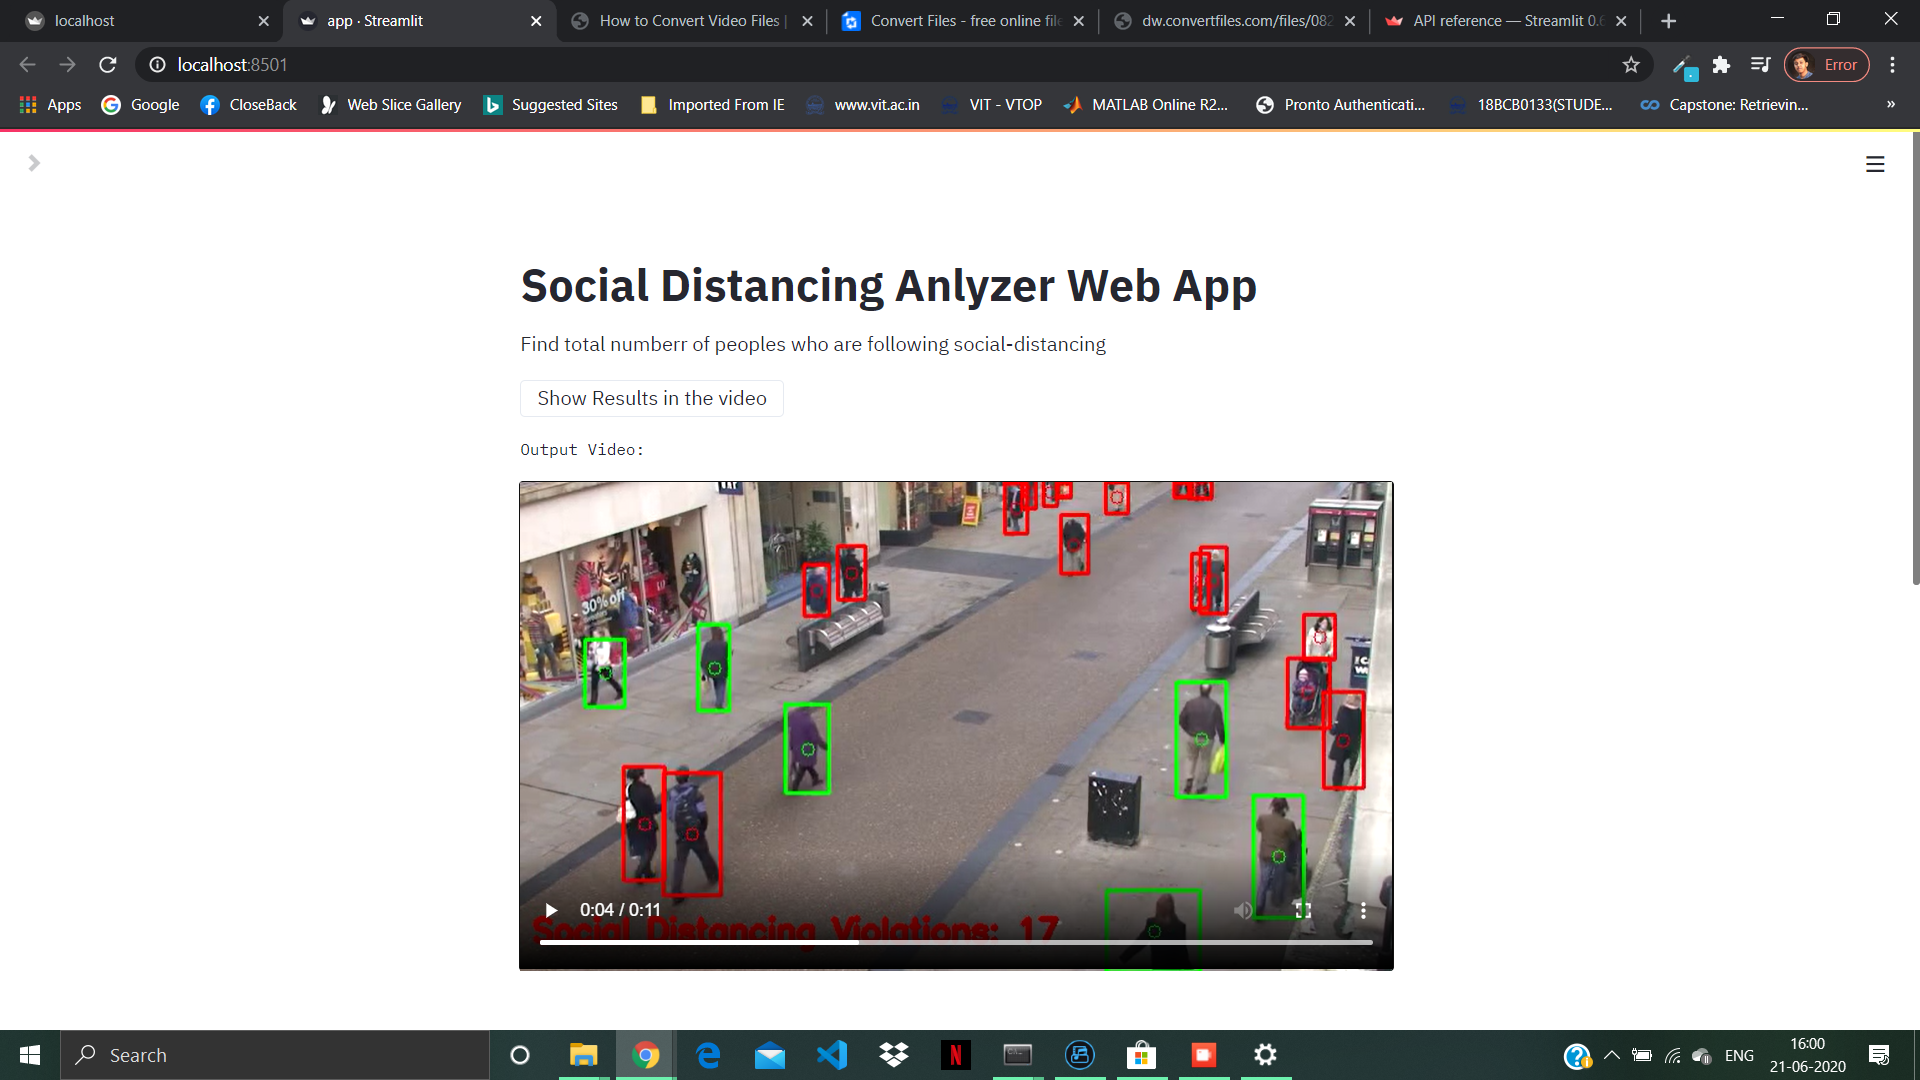 localhost
app · Streamlit
How to Convert Video Files |
Convert Files - free online file
dw.convertfiles.com/files/082
API reference — Streamlit 0.6
localhost:8501
Error
Apps
Google
CloseBack
Web Slice Gallery
Suggested Sites
Imported From IE
www.vit.ac.in
VIT - VTOP
MATLAB Online R2...
Pronto Authenticati...
18BCB0133(STUDE...
Capstone: Retrievin...
»
Social Distancing Anlyzer Web App
Find total numberr of peoples who are following social-distancing
Show Results in the video
Output Video:
30% off
0:04 / 0:11
Social Distancing Violations: 17
Search
ENG
16:00
21-06-2020